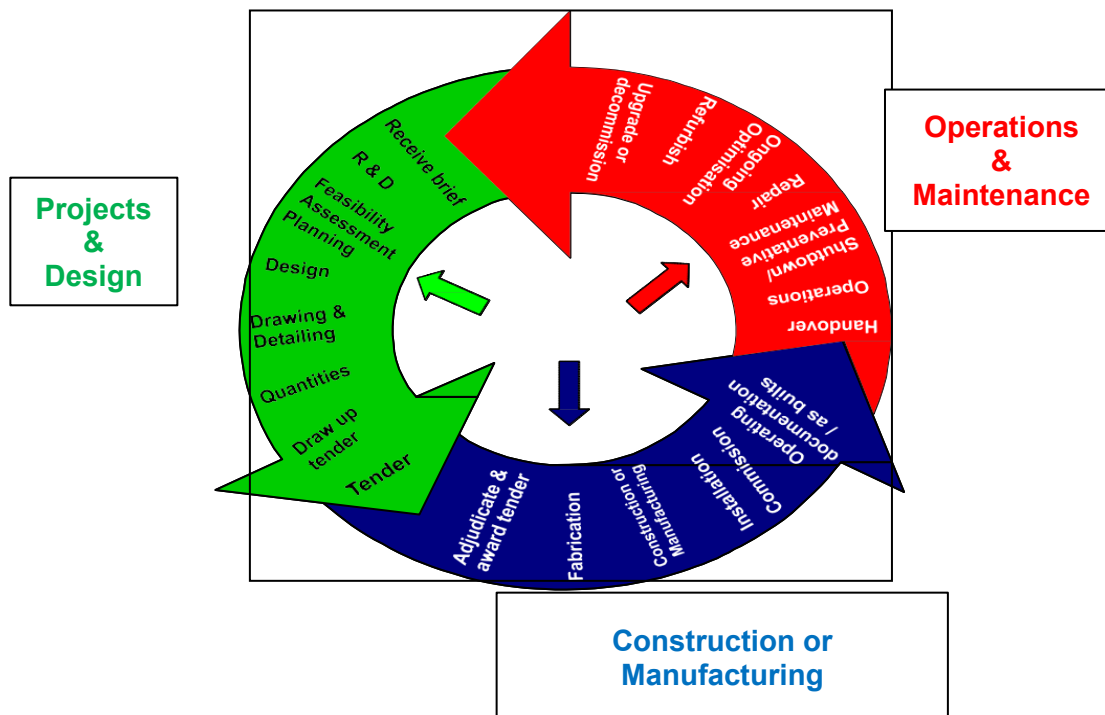 Projects
&
Design
Receive brief
R & D
Feasibility
Assessment
Planning
Design
Drawing &
Detailing
Quantities
Draw up
tender
Tender
Adjudicate &
award tender
Fabrication
Construction or
Manufacturing
Installation
Commission
Operating
documentation
/ as builts
Handover
Operations
Shutdown/
Preventative
Maintenance
Repair
Ongoing
Optimisation
Refurbish
Upgrade or
decommission
Operations
&
Maintenance
Construction or
Manufacturing